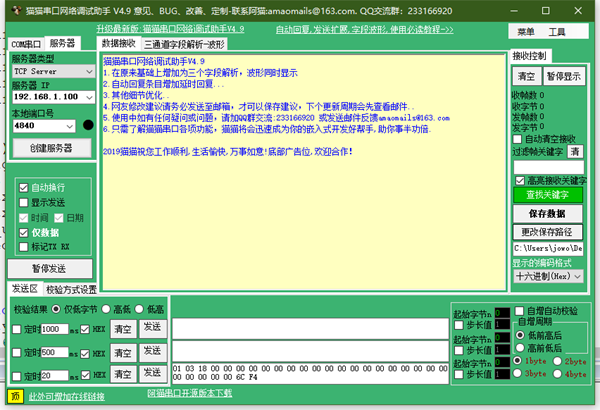 猫猫串口网络调试助手 V4.9 意见、BUG、改善、定制-联系阿猫:amaomails@163.com. QQ交流群：233166920
升级最新版 猫猫串口网络调试助手V4.9
自动回复,发送扩展,字段波形,使用必读教程->>
菜单 工具
COM串口 服务器
服务器类型
TCP Server
服务器 IP
192.168.1.100
本地端口号
4840
创建服务器
自动换行
显示发送
时间 日期
仅数据
标记TX RX
暂停发送
数据接收 三通道字段解析-波形
猫猫串口网络调试助手V4.9
1.在原来基础上增加为三个字段解析，波形同时显示
2.自动回复条目增加延时回复..
3.其他细节优化..
4.网友修改建议请务必发送至邮箱，才可以保存建议，下个更新周期会先查看邮件..
5.使用中如有任何疑问或问题，请加QQ群交流:233166920 或发送邮件反馈amaomails@163.com
6.只需了解猫猫串口各项功能，猫猫将会迅速成为你的嵌入式开发好帮手,助你事半功倍.
2019猫猫祝您工作顺利,生活愉快,万事如意!底部广告位,欢迎合作!
接收控制
清空 暂停显示
收帧数 0
收字节 0
发帧数 0
发字节 0
自动清空接收
过滤帧关键字 清
高亮接收关键字
查找关键字
保存数据
更改保存路径
C:\Users\jowo\De
显示的编码格式
十六进制(Hex)
发送区 校验方式设置
校验结果 仅低字节 高低 低高
定时 1000 ms HEX 清空 发送
定时 500 ms HEX 清空 发送
定时 20 ms HEX 清空 发送
01 03 18 00 00 00 00 00 00 00 00 00 00 00 00 00 00 00 00 00
00 00 00 00 00 00 00 6C F4
起始字节n 0
步长值 1
起始字节n 0
步长值 1
起始字节n 0
步长值 1
自增自动校验
自增周期
低前高后
高前低后
1byte 2byte
3byte 4byte
顶 此处可增加在线链接
阿猫串口开源版本下载